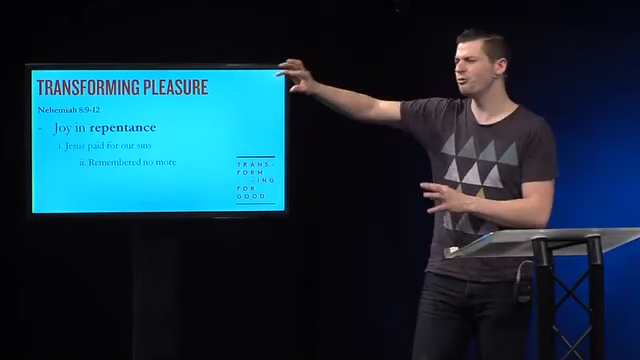 TRANSFORMING PLEASURE
Nehemiah 8:9-12
- Joy in repentance
i. Jesus paid for our sins
ii. Remembered no more
TRANS-
FORM
-ING
FOR
GOOD